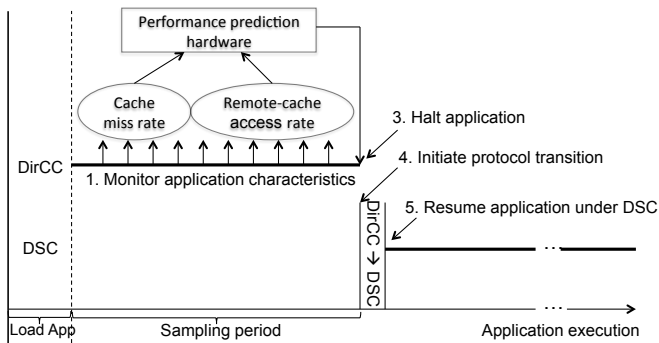 Performance prediction
hardware
Cache
miss rate
Remote-cache
access rate
3. Halt application
4. Initiate protocol transition
DirCC
1. Monitor application characteristics
5. Resume application under DSC
DirCC → DSC
DSC
...
...
Load App
Sampling period
Application execution